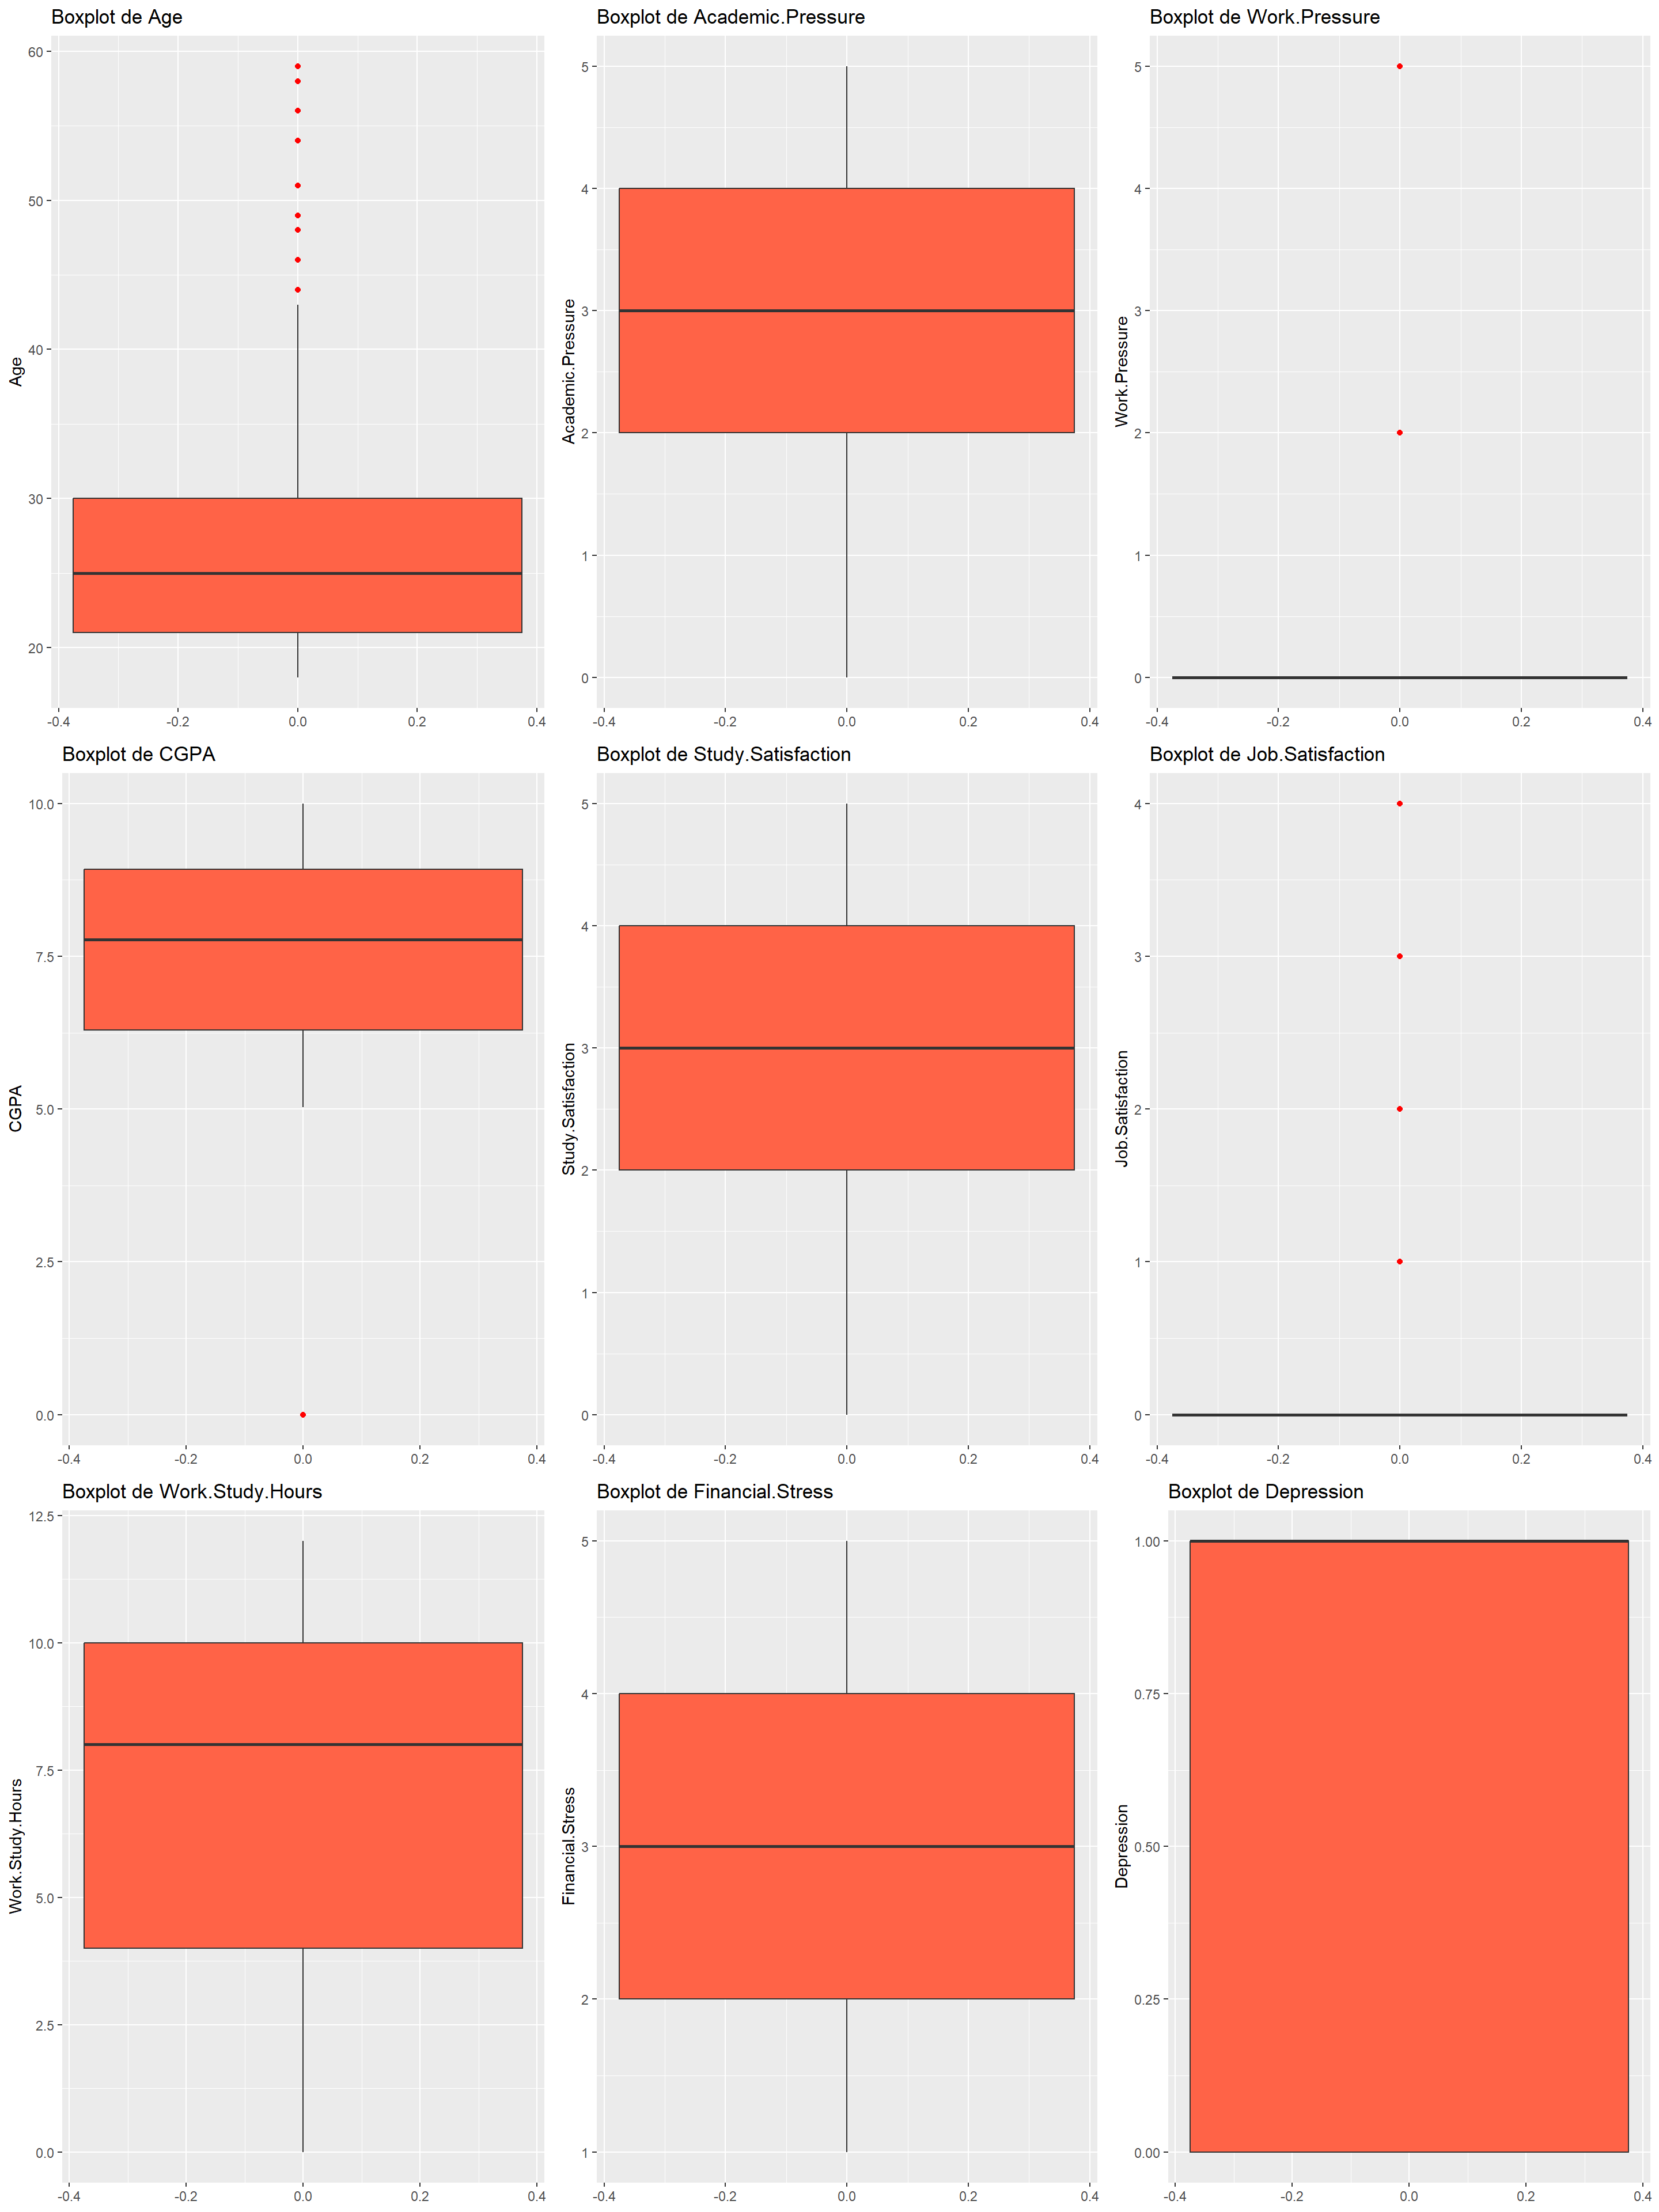 Boxplot de Age
Age
60
50
40
30
20
-0.4 -0.2 0.0 0.2 0.4
Boxplot de Academic.Pressure
Academic.Pressure
5
4
3
2
1
0
-0.4 -0.2 0.0 0.2 0.4
Boxplot de Work.Pressure
Work.Pressure
5
4
3
2
1
0
-0.4 -0.2 0.0 0.2 0.4
Boxplot de CGPA
CGPA
10.0
7.5
5.0
2.5
0.0
-0.4 -0.2 0.0 0.2 0.4
Boxplot de Study.Satisfaction
Study.Satisfaction
5
4
3
2
1
0
-0.4 -0.2 0.0 0.2 0.4
Boxplot de Job.Satisfaction
Job.Satisfaction
4
3
2
1
0
-0.4 -0.2 0.0 0.2 0.4
Boxplot de Work.Study.Hours
Work.Study.Hours
12.5
10.0
7.5
5.0
2.5
0.0
-0.4 -0.2 0.0 0.2 0.4
Boxplot de Financial.Stress
Financial.Stress
5
4
3
2
1
-0.4 -0.2 0.0 0.2 0.4
Boxplot de Depression
Depression
1.00
0.75
0.50
0.25
0.00
-0.4 -0.2 0.0 0.2 0.4